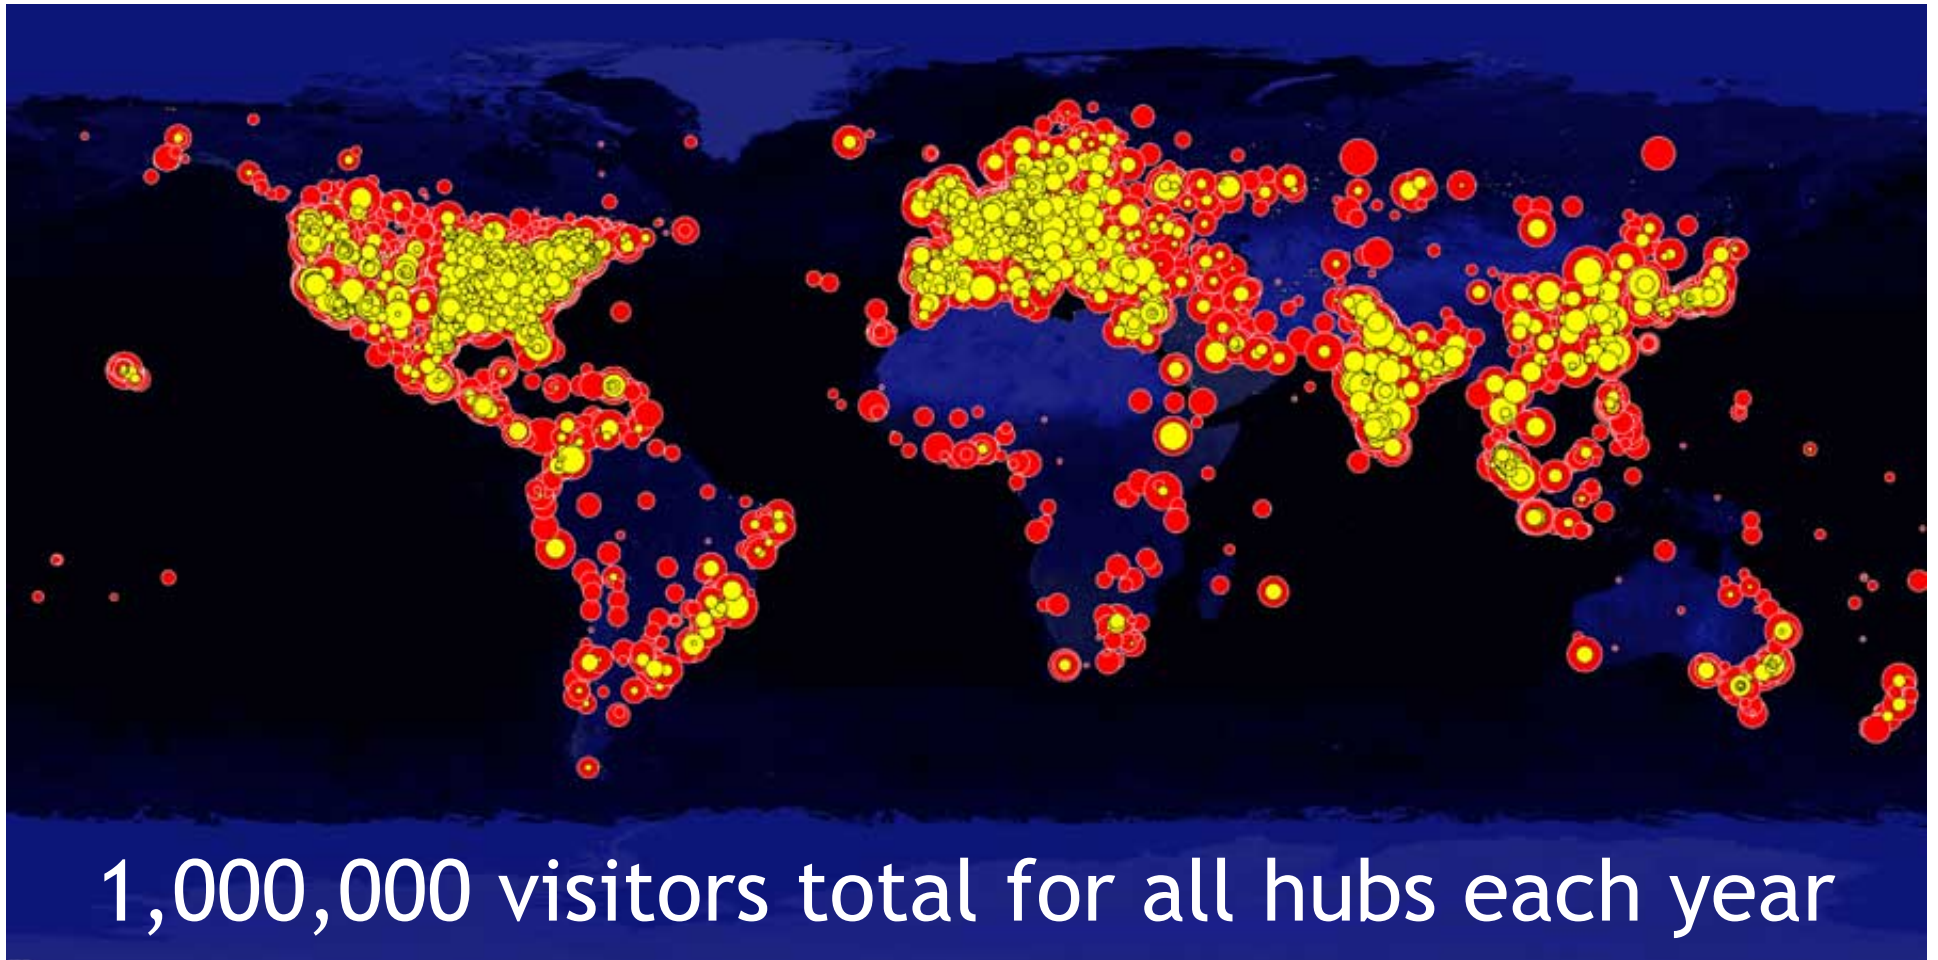 1,000,000 visitors total for all hubs each year